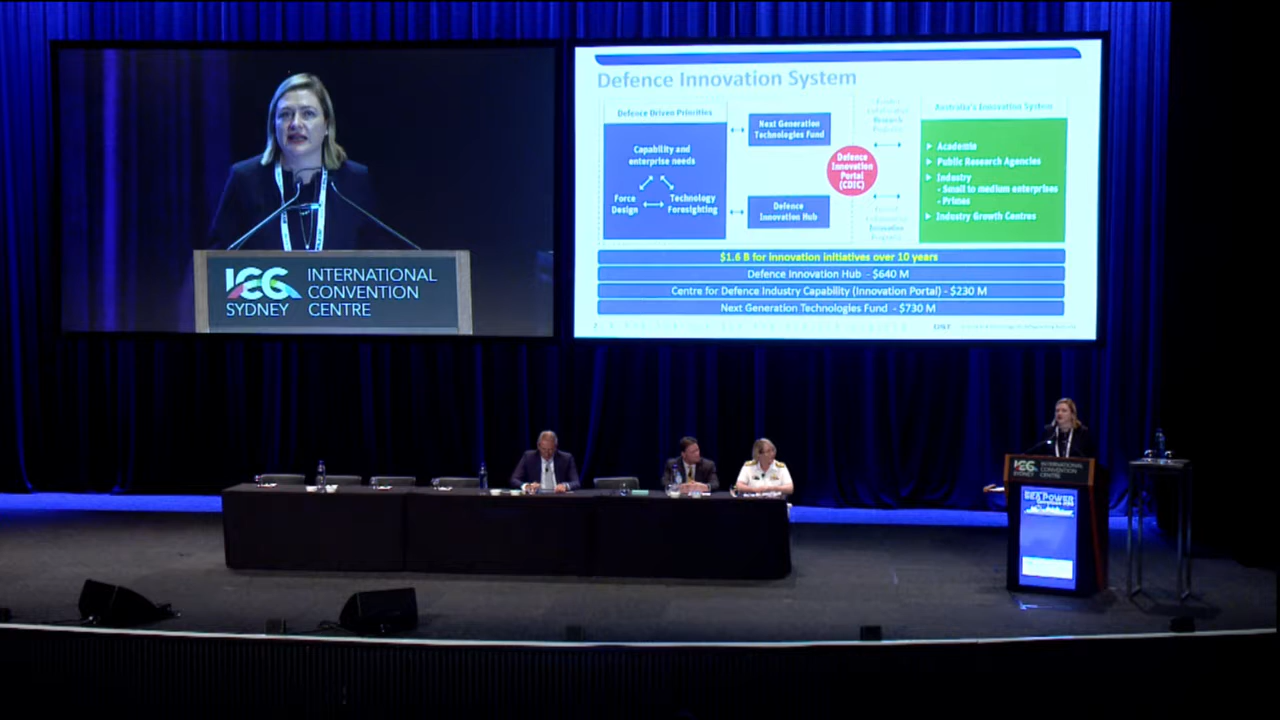 Defence Innovation System
Defence Driven Priorities
Capability and
enterprise needs
Force
Design
Technology
Foresighting
Next Generation
Technologies Fund
Defence
Innovation Hub
Defence
Innovation
Portal
(CDIC)
Research
Innovation
Australia's Innovation System
Academia
Public Research Agencies
Industry
- Small to medium enterprises
- Primes
Industry Growth Centres
$1.6 B for innovation initiatives over 10 years
Defence Innovation Hub - $640 M
Centre for Defence Industry Capability (Innovation Portal) - $230 M
Next Generation Technologies Fund - $730 M
ICC
SYDNEY
INTERNATIONAL
CONVENTION
CENTRE
ICC
SYDNEY
INTERNATIONAL
CONVENTION
CENTRE
SEA POWER